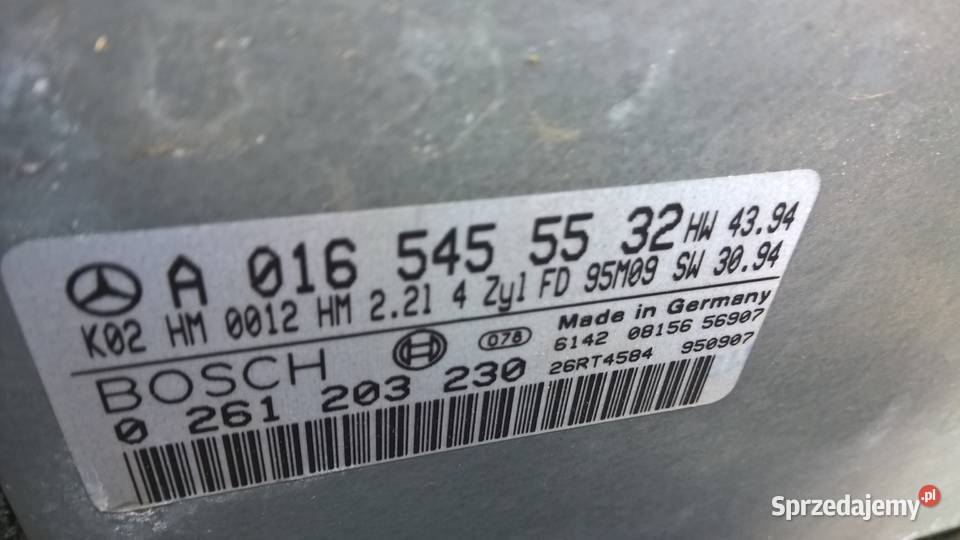 A 016 545 55 32 HW 43.94
K02 HM 0012 HM 2.2l 4 Zyl FD 95M09 SW 30.94
BOSCH 078 Made in Germany
6142 08156 56907
0 261 203 230 26RT4584 950907
Sprzedajemy.pl